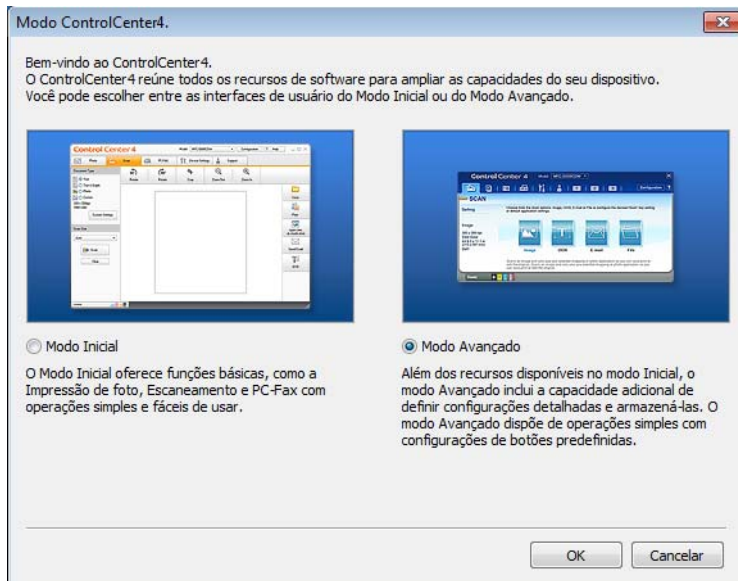 Modo ControlCenter4.
Bem-vindo ao ControlCenter4.
O ControlCenter4 reúne todos os recursos de software para ampliar as capacidades do seu dispositivo.
Você pode escolher entre as interfaces de usuário do Modo Inicial ou do Modo Avançado.
Control Center 4
Control Center 4
SCAN
Image
OCR
E-mail
File
Modo Inicial
O Modo Inicial oferece funções básicas, como a
Impressão de foto, Escaneamento e PC-Fax com
operações simples e fáceis de usar.
Modo Avançado
Além dos recursos disponíveis no modo Inicial, o
modo Avançado inclui a capacidade adicional de
definir configurações detalhadas e armazená-las. O
modo Avançado dispõe de operações simples com
configurações de botões predefinidas.
OK
Cancelar